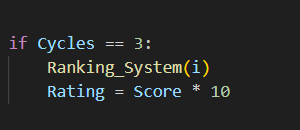 if Cycles == 3:
    Ranking_System(i)
    Rating = Score * 10